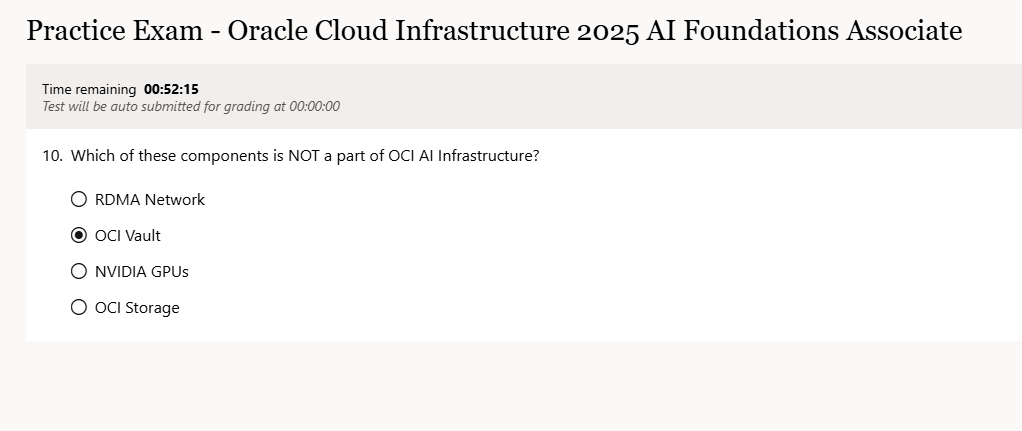 Practice Exam - Oracle Cloud Infrastructure 2025 AI Foundations Associate
Time remaining 00:52:15
Test will be auto submitted for grading at 00:00:00
10. Which of these components is NOT a part of OCI AI Infrastructure?
RDMA Network
OCI Vault
NVIDIA GPUs
OCI Storage